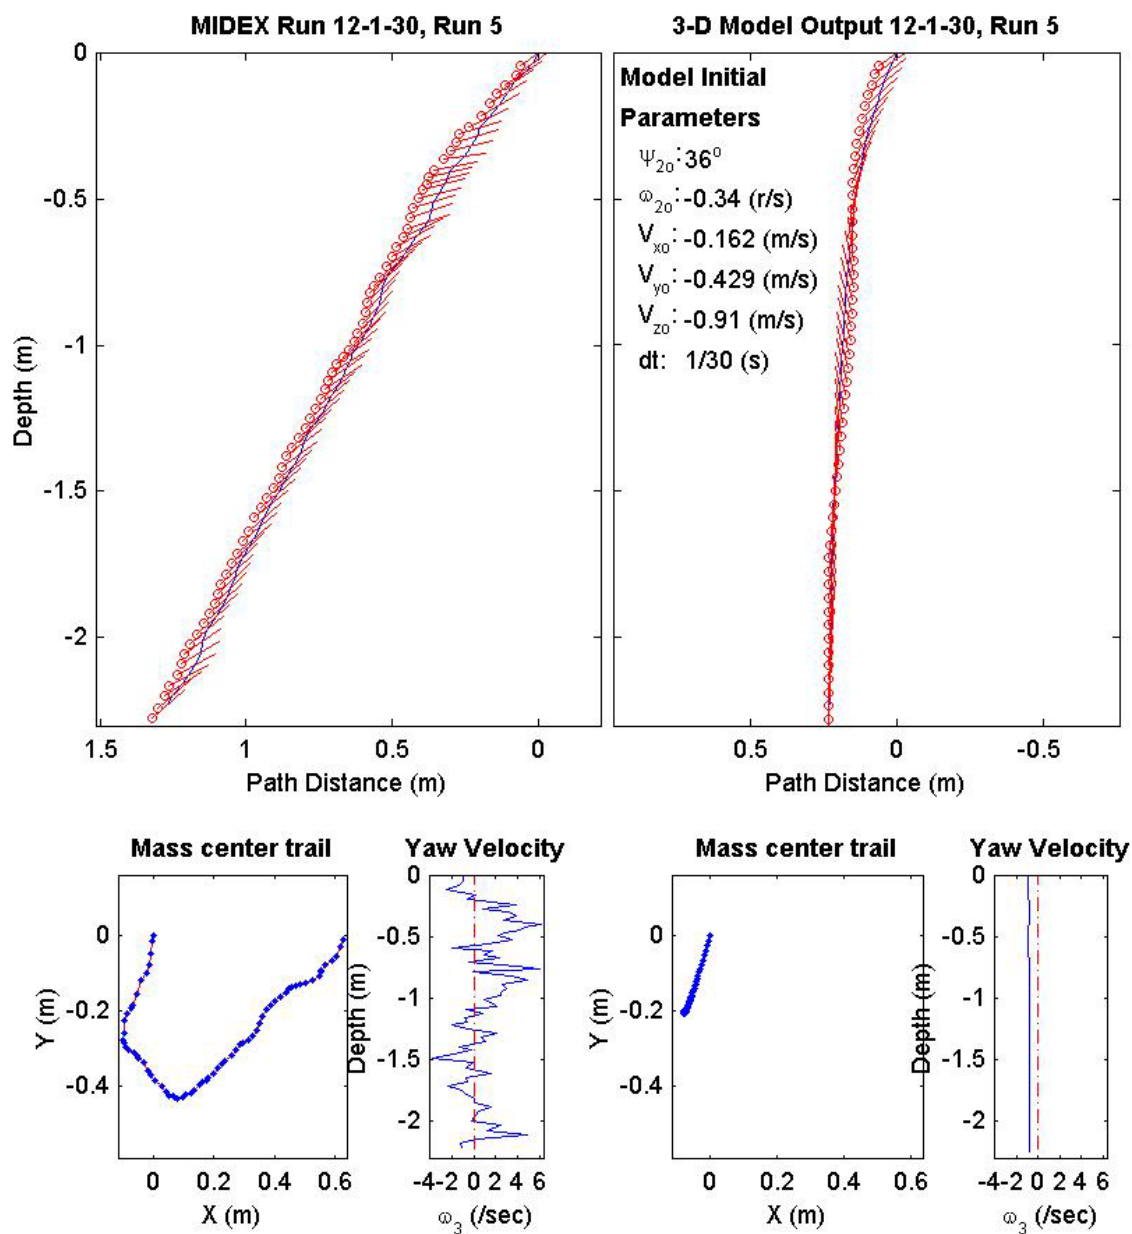 MIDEX Run 12-1-30, Run 5
0
-0.5
-1
-1.5
-2
Depth (m)
1.5 1 0.5 0
Path Distance (m)
3-D Model Output 12-1-30, Run 5
Model Initial
Parameters
Ψ2o: 36o
ω2o: -0.34 (r/s)
Vxo: -0.162 (m/s)
Vyo: -0.429 (m/s)
Vzo: -0.91 (m/s)
dt: 1/30 (s)
0.5 0 -0.5
Path Distance (m)
Mass center trail
0
-0.2
-0.4
Y (m)
0 0.2 0.4 0.6
X (m)
Yaw Velocity
0
-0.5
-1
-1.5
-2
Depth (m)
-4 -2 0 2 4 6
ω3 (/sec)
Mass center trail
0
-0.2
-0.4
Y (m)
0 0.2 0.4 0.6
X (m)
Yaw Velocity
0
-0.5
-1
-1.5
-2
Depth (m)
-4 -2 0 2 4 6
ω3 (/sec)